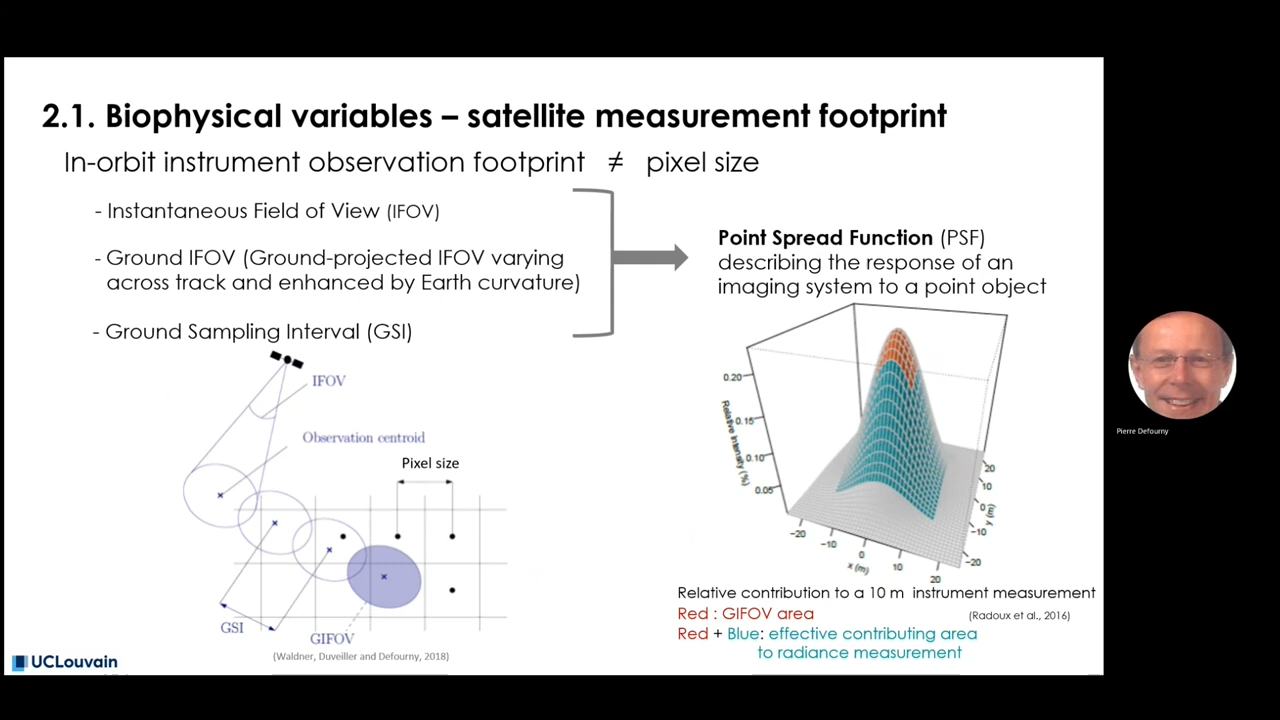 2.1. Biophysical variables – satellite measurement footprint
In-orbit instrument observation footprint ≠ pixel size
- Instantaneous Field of View (IFOV)
- Ground IFOV (Ground-projected IFOV varying
across track and enhanced by Earth curvature)
- Ground Sampling Interval (GSI)
Point Spread Function (PSF)
describing the response of an
imaging system to a point object
IFOV
Observation centroid
Pixel size
GSI
GIFOV
(Waldner, Duveiller and Defourny, 2018)
Relative Intensity (%)
0.20
0.15
0.10
0.05
-20
-10
0
10
20
x (m)
20
10
0
-10
-20
y (m)
Relative contribution to a 10 m instrument measurement
Red : GIFOV area
(Radoux et al., 2016)
Red + Blue: effective contributing area
to radiance measurement
UCLouvain
Pierre Defourny